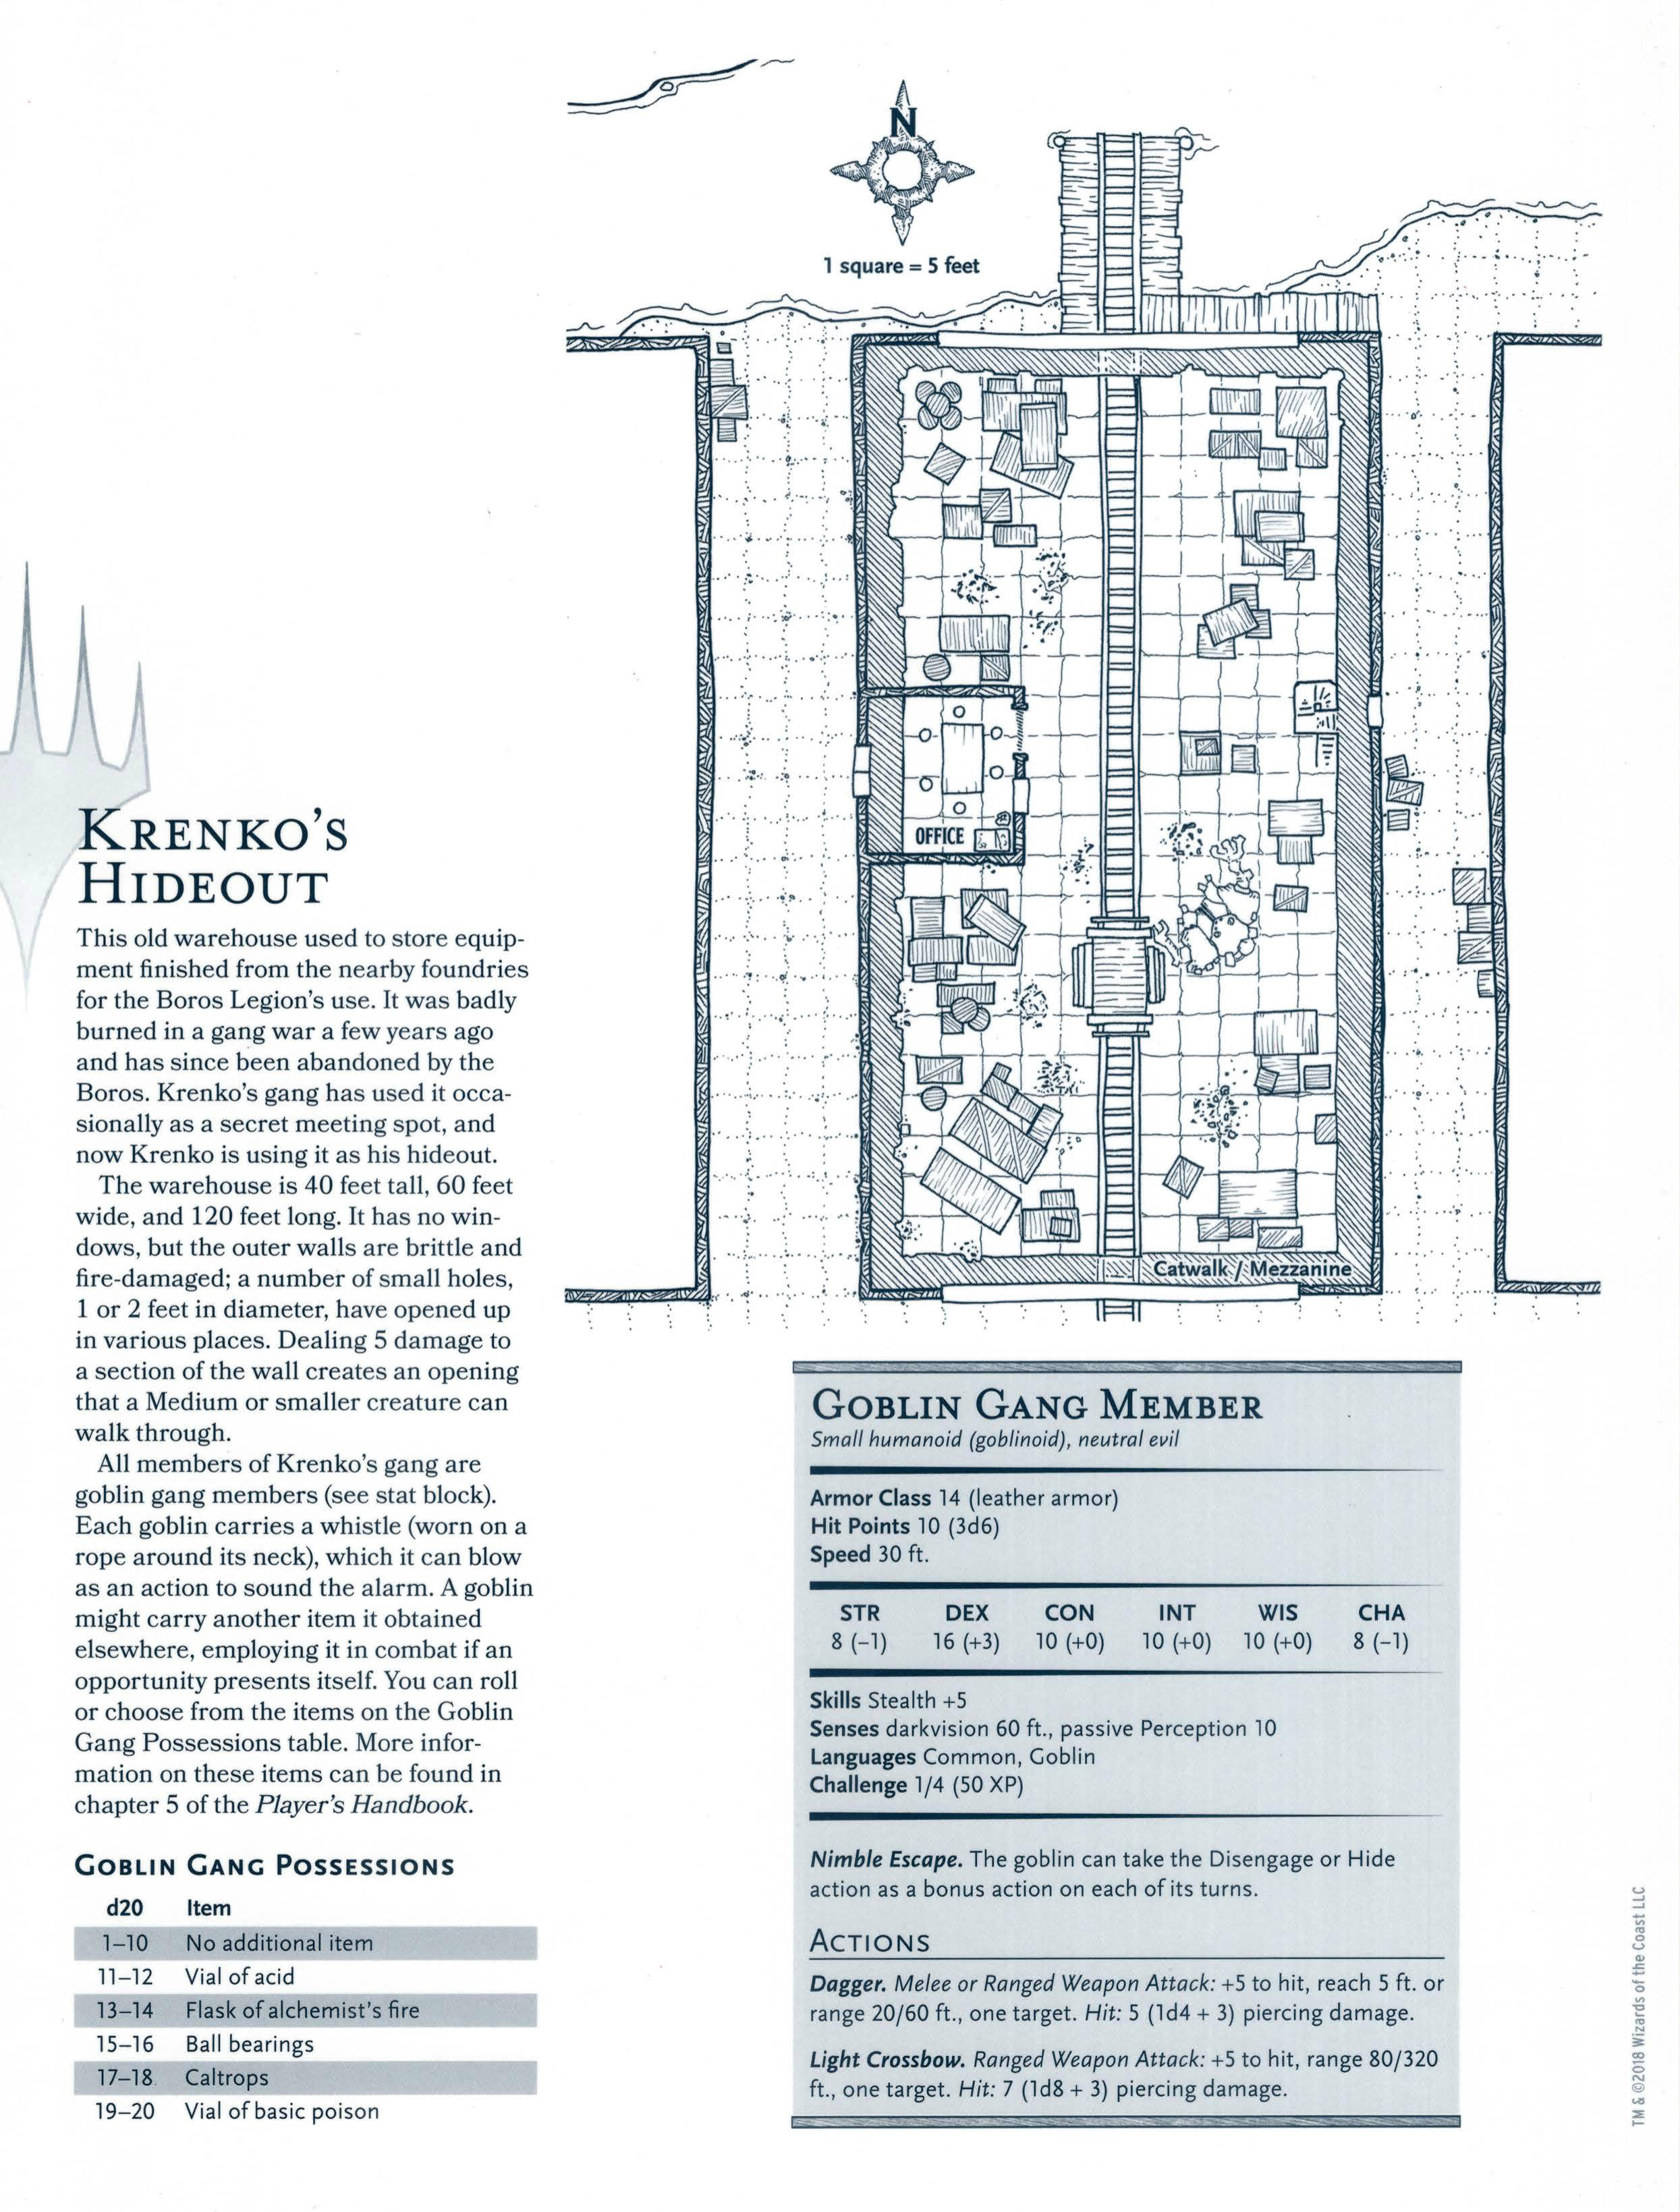 N
1 square = 5 feet
OFFICE
Catwalk / Mezzanine
KRENKO'S
HIDEOUT
This old warehouse used to store equip-
ment finished from the nearby foundries
for the Boros Legion's use. It was badly
burned in a gang war a few years ago
and has since been abandoned by the
Boros. Krenko's gang has used it occa-
sionally as a secret meeting spot, and
now Krenko is using it as his hideout.
The warehouse is 40 feet tall, 60 feet
wide, and 120 feet long. It has no win-
dows, but the outer walls are brittle and
fire-damaged; a number of small holes,
1 or 2 feet in diameter, have opened up
in various places. Dealing 5 damage to
a section of the wall creates an opening
that a Medium or smaller creature can
walk through.
All members of Krenko's gang are
goblin gang members (see stat block).
Each goblin carries a whistle (worn on a
rope around its neck), which it can blow
as an action to sound the alarm. A goblin
might carry another item it obtained
elsewhere, employing it in combat if an
opportunity presents itself. You can roll
or choose from the items on the Goblin
Gang Possessions table. More infor-
mation on these items can be found in
chapter 5 of the Player's Handbook.
GOBLIN GANG POSSESSIONS
d20 Item
1–10 No additional item
11–12 Vial of acid
13–14 Flask of alchemist's fire
15–16 Ball bearings
17–18 Caltrops
19–20 Vial of basic poison
GOBLIN GANG MEMBER
Small humanoid (goblinoid), neutral evil
Armor Class 14 (leather armor)
Hit Points 10 (3d6)
Speed 30 ft.
STR DEX CON INT WIS CHA
8 (–1) 16 (+3) 10 (+0) 10 (+0) 10 (+0) 8 (–1)
Skills Stealth +5
Senses darkvision 60 ft., passive Perception 10
Languages Common, Goblin
Challenge 1/4 (50 XP)
Nimble Escape. The goblin can take the Disengage or Hide
action as a bonus action on each of its turns.
ACTIONS
Dagger. Melee or Ranged Weapon Attack: +5 to hit, reach 5 ft. or
range 20/60 ft., one target. Hit: 5 (1d4 + 3) piercing damage.
Light Crossbow. Ranged Weapon Attack: +5 to hit, range 80/320
ft., one target. Hit: 7 (1d8 + 3) piercing damage.
TM & ©2018 Wizards of the Coast LLC